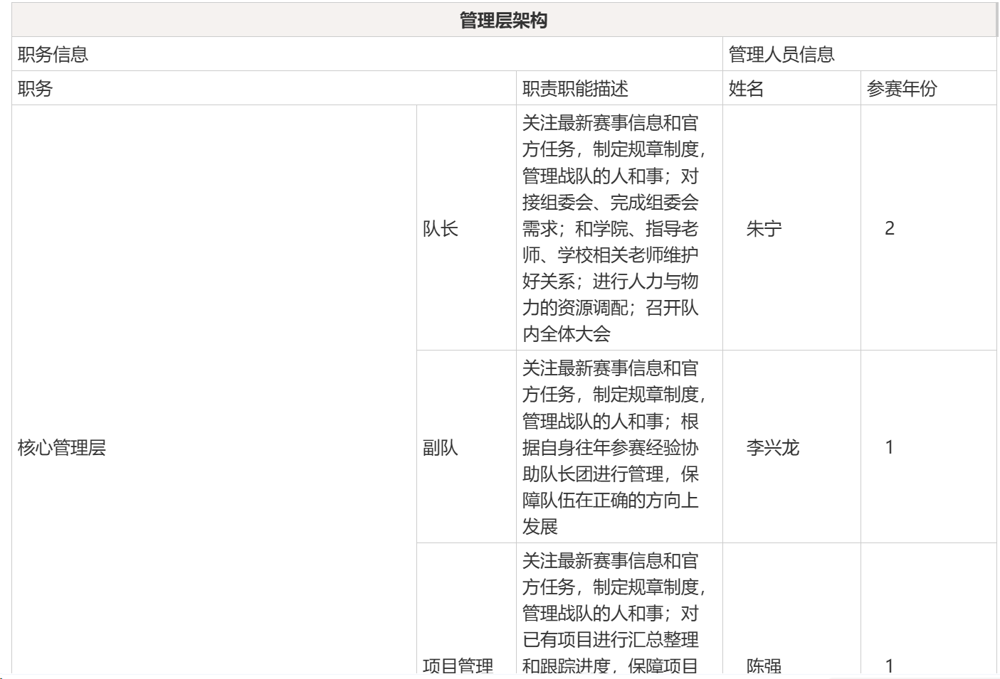 管理层架构
职务信息
管理人员信息
职务
职责职能描述
姓名
参赛年份
核心管理层
队长
关注最新赛事信息和官
方任务，制定规章制度，
管理战队的人和事；对
接组委会、完成组委会
需求；和学院、指导老
师、学校相关老师维护
好关系；进行人力与物
力的资源调配；召开队
内全体大会
朱宁
2
副队
关注最新赛事信息和官
方任务，制定规章制度，
管理战队的人和事；根
据自身往年参赛经验协
助队长团进行管理，保
障队伍在正确的方向上
发展
李兴龙
1
项目管理
关注最新赛事信息和官
方任务，制定规章制度，
管理战队的人和事；对
已有项目进行汇总整理
和跟踪进度，保障项目
陈强
1